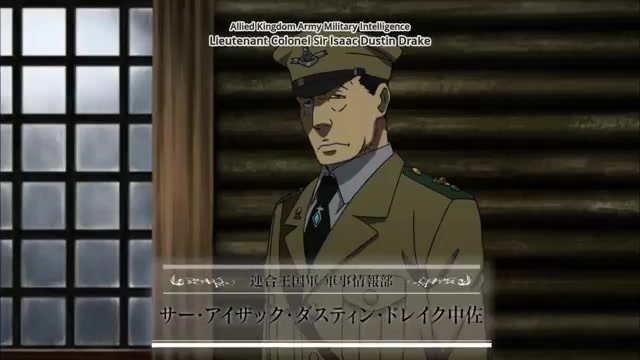 Allied Kingdom Army Military Intelligence
Lieutenant Colonel Sir Isaac Dustin Drake
連合王国軍 軍事情報部
サー・アイザック・ダスティン・ドレイク中佐